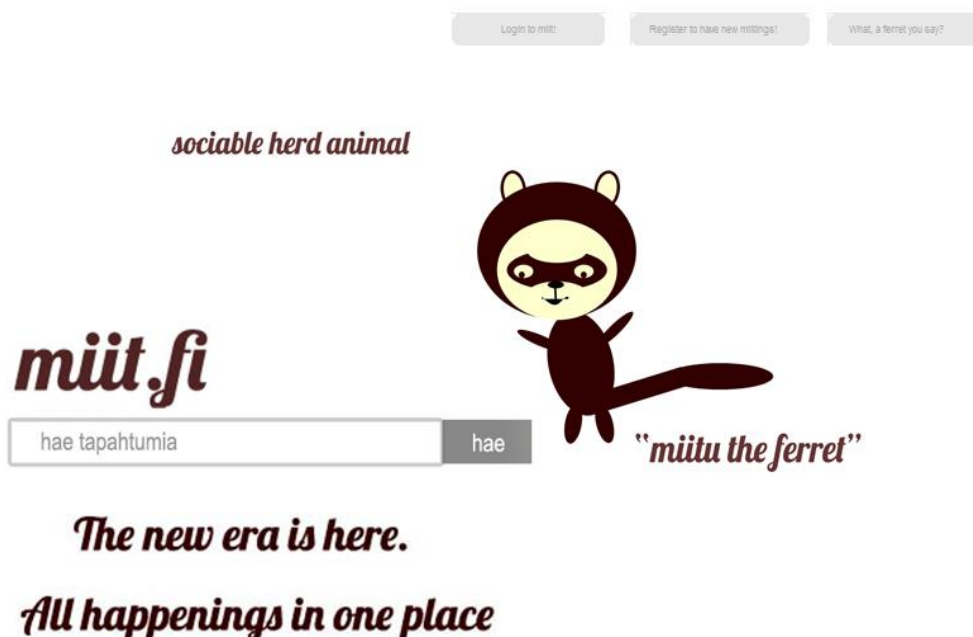 Login to miit!
Register to have new miitings!
What, a ferret you say?
sociable herd animal
miit.fi
hae tapahtumia
hae
“miitu the ferret”
The new era is here.
All happenings in one place